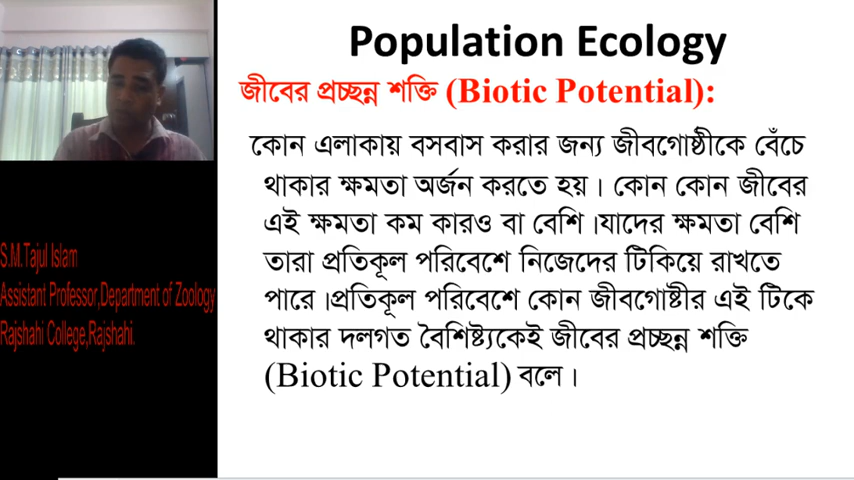 Population Ecology
জীবের প্রচ্ছন্ন শক্তি (Biotic Potential):
কোন এলাকায় বসবাস করার জন্য জীবগোষ্ঠীকে বেঁচে
থাকার ক্ষমতা অর্জন করতে হয়। কোন কোন জীবের
এই ক্ষমতা কম কারও বা বেশি।যাদের ক্ষমতা বেশি
তারা প্রতিকূল পরিবেশে নিজেদের টিকিয়ে রাখতে
পারে।প্রতিকূল পরিবেশে কোন জীবগোষ্টীর এই টিকে
থাকার দলগত বৈশিষ্ট্যকেই জীবের প্রচ্ছন্ন শক্তি
(Biotic Potential) বলে।
S.M.Tajul Islam
Assistant Professor,Department of Zoology
Rajshahi College,Rajshahi.